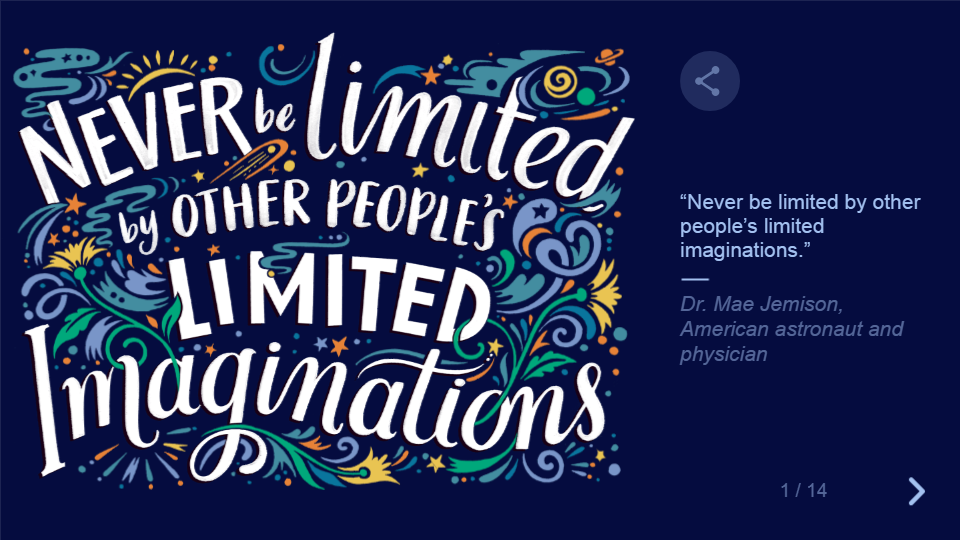 NEVER be limited
by OTHER PEOPLE'S
LIMITED
Imaginations
“Never be limited by other
people’s limited
imaginations.”
Dr. Mae Jemison,
American astronaut and
physician
1 / 14